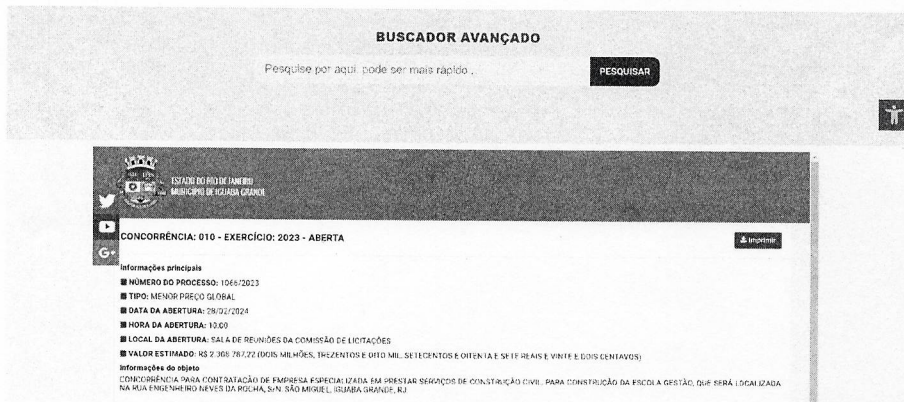 BUSCADOR AVANÇADO
Pesquise por aqui, pode ser mais rápido ...
PESQUISAR
ESTADO DO RIO DE JANEIRO
MUNICÍPIO DE IGUABA GRANDE
CONCORRÊNCIA: 010 - EXERCÍCIO: 2023 - ABERTA
Imprimir
G+
Informações principais
NÚMERO DO PROCESSO: 1066/2023
TIPO: MENOR PREÇO GLOBAL
DATA DA ABERTURA: 28/02/2024
HORA DA ABERTURA: 10:00
LOCAL DA ABERTURA: SALA DE REUNIÕES DA COMISSÃO DE LICITAÇÕES
VALOR ESTIMADO: R$ 2.308.787,22 (DOIS MILHÕES, TREZENTOS E OITO MIL, SETECENTOS E OITENTA E SETE REAIS E VINTE E DOIS CENTAVOS)
Informações do objeto
CONCORRÊNCIA PARA CONTRATAÇÃO DE EMPRESA ESPECIALIZADA EM PRESTAR SERVIÇOS DE CONSTRUÇÃO CIVIL, PARA CONSTRUÇÃO DA ESCOLA GESTÃO, QUE SERÁ LOCALIZADA
NA RUA ENGENHEIRO NEVES DA ROCHA, S/N, SÃO MIGUEL, IGUABA GRANDE, RJ